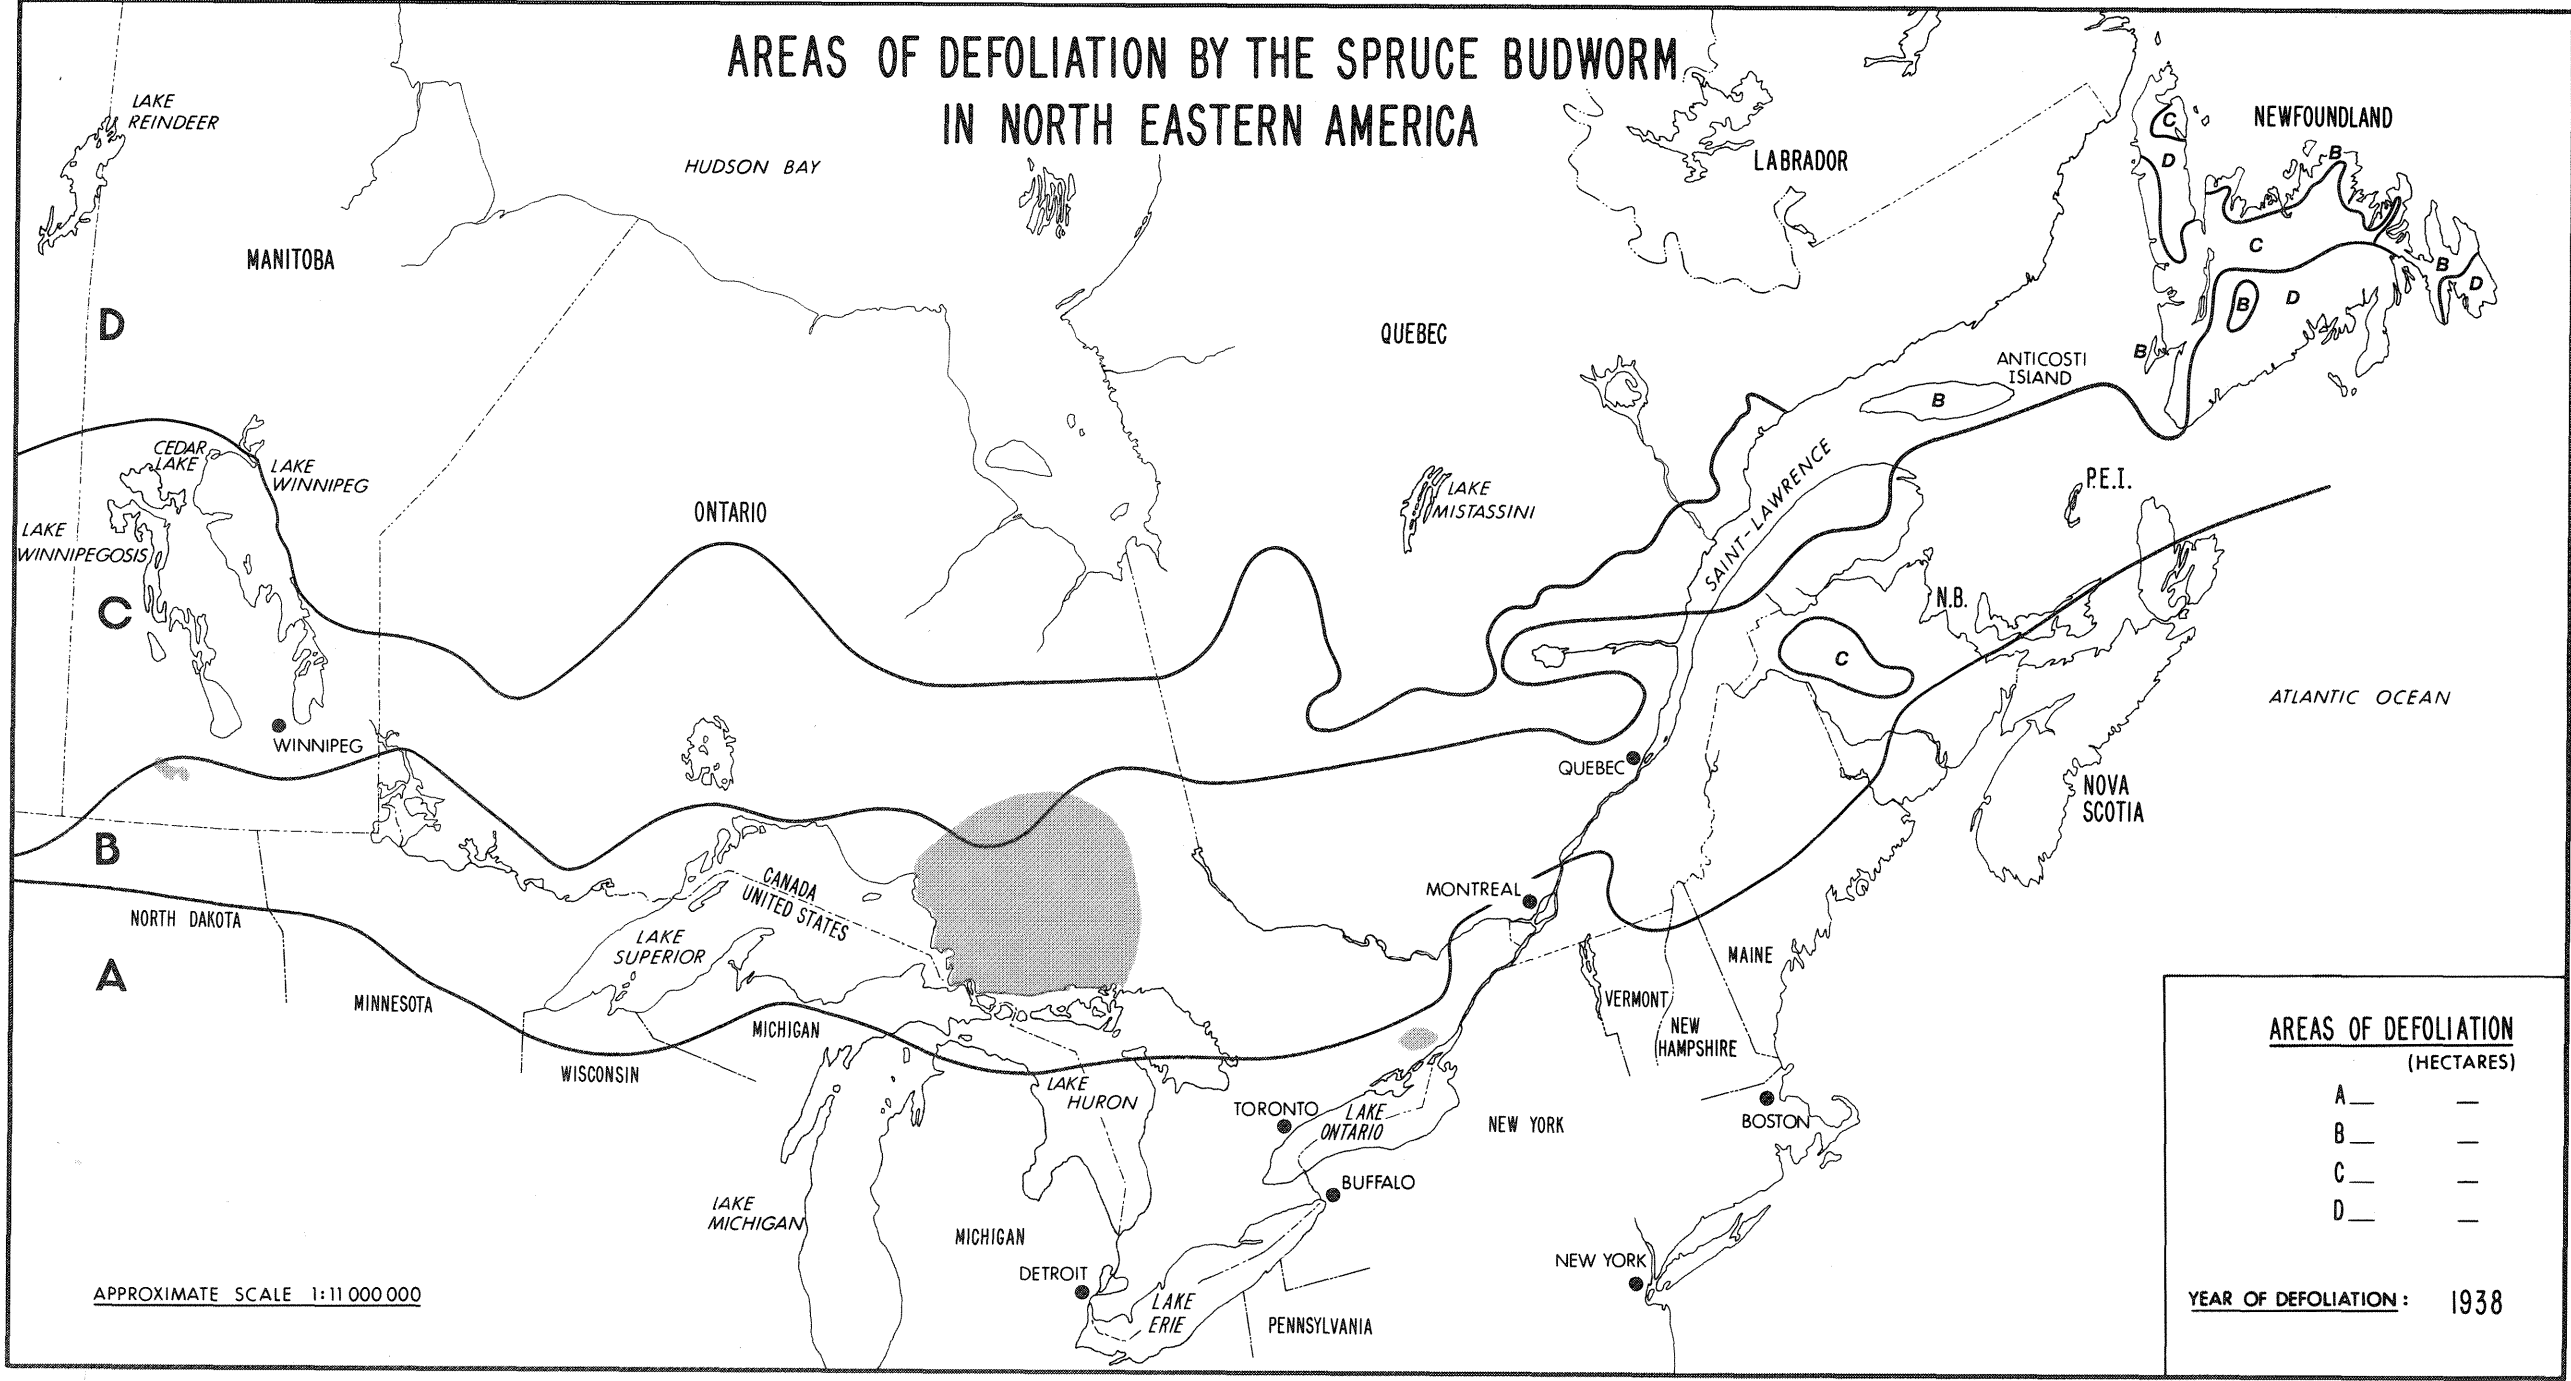 AREAS OF DEFOLIATION BY THE SPRUCE BUDWORM
IN NORTH EASTERN AMERICA
LAKE
REINDEER
HUDSON BAY
MANITOBA
D
LABRADOR
NEWFOUNDLAND
C
D
B
C
B
D
B
D
B
QUEBEC
ANTICOSTI
ISLAND
B
CEDAR
LAKE
LAKE
WINNIPEG
LAKE
WINNIPEGOSIS
C
ONTARIO
LAKE
MISTASSINI
SAINT-LAWRENCE
P.E.I.
N.B.
C
ATLANTIC OCEAN
WINNIPEG
QUEBEC
NOVA
SCOTIA
B
CANADA
UNITED STATES
MONTREAL
NORTH DAKOTA
LAKE
SUPERIOR
A
MINNESOTA
MICHIGAN
WISCONSIN
MAINE
VERMONT
NEW
HAMPSHIRE
LAKE
HURON
TORONTO
LAKE
ONTARIO
NEW YORK
BOSTON
BUFFALO
LAKE
MICHIGAN
MICHIGAN
DETROIT
LAKE
ERIE
PENNSYLVANIA
NEW YORK
APPROXIMATE SCALE 1:11 000 000
AREAS OF DEFOLIATION
(HECTARES)
A__ —
B__ —
C__ —
D__ —
YEAR OF DEFOLIATION: 1938